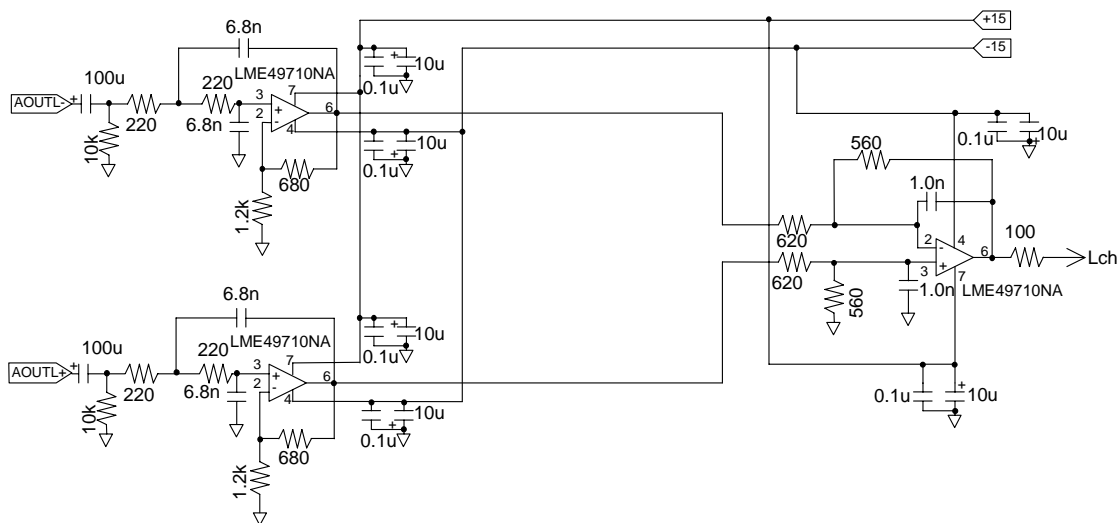 6.8n
+15
-15
LME49710NA
10u
0.1u
100u
220
AOUTL-
+
3
2
+
7
4
6
220
6.8n
10k
680
1.2k
10u
0.1u
+
0.1u
10u
+
560
1.0n
620
620
2
-
3
+
4
6
7
100
Lch
1.0n
LME49710NA
560
6.8n
LME49710NA
10u
0.1u
+
100u
220
AOUTL+
+
3
2
+
-
7
4
6
220
6.8n
10k
680
1.2k
10u
0.1u
+
0.1u
10u
+